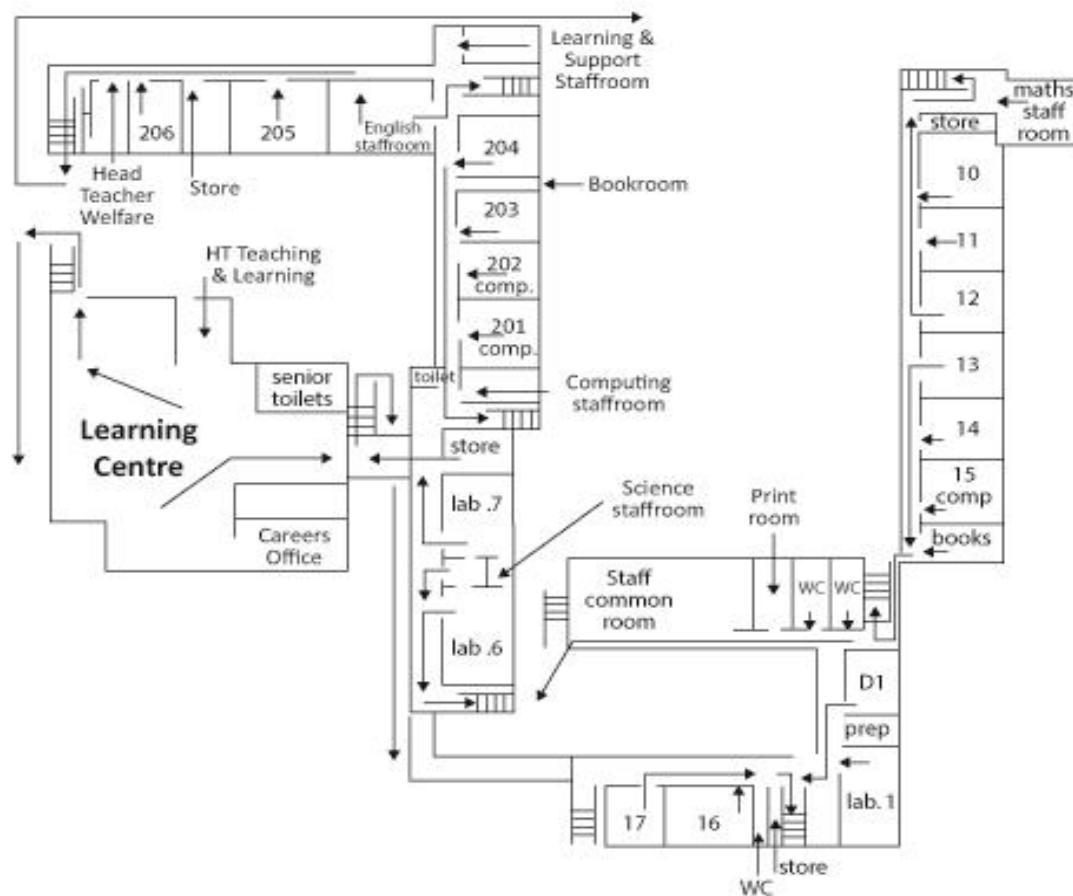 Learning &
Support
Staffroom
maths
staff
room
store
206
205
English
staffroom
204
10
Head
Teacher
Welfare
Store
Bookroom
203
11
HT Teaching
& Learning
202
comp.
12
201
comp.
13
senior
toilets
toilet
Computing
staffroom
Learning
Centre
store
14
lab .7
Science
staffroom
Print
room
15
comp
books
Careers
Office
Staff
common
room
WC
WC
lab .6
D1
prep
lab. 1
17
16
store
WC